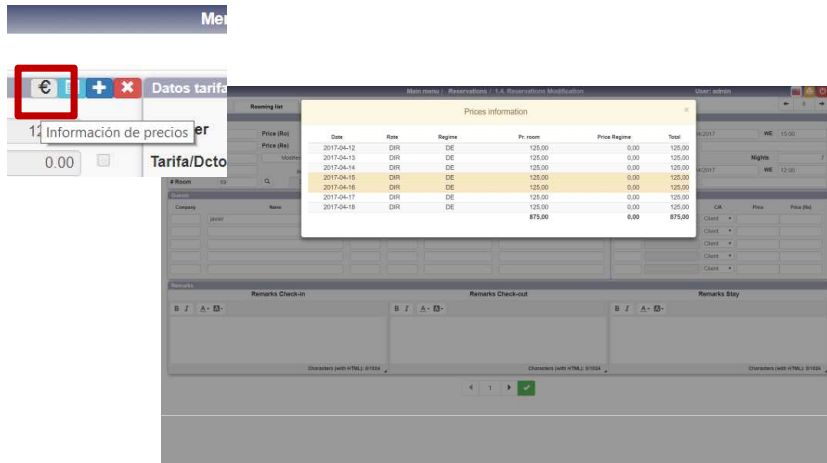 Mer
€ + × Datos tarifa
12 Información de precios er
0.00 Tarifa/Dcto
Main menu / Reservations / 1.4. Reservations Modification User: admin
Rooming list
Prices information ×
Date Rate Regime Pr. room Price Regime Total
2017-04-12 DIR DE 125,00 0,00 125,00
2017-04-13 DIR DE 125,00 0,00 125,00
2017-04-14 DIR DE 125,00 0,00 125,00
2017-04-15 DIR DE 125,00 0,00 125,00
2017-04-16 DIR DE 125,00 0,00 125,00
2017-04-17 DIR DE 125,00 0,00 125,00
2017-04-18 DIR DE 125,00 0,00 125,00
875,00 0,00 875,00
Price (Ro) 4/2017 WE 15:00
Price (Re)
Nights 7
4/2017 WE 12:00
# Room
Guests
Company Name C/R Price Price (Re)
javier Client
Client
Client
Client
Client
Remarks
Remarks Check-in Remarks Check-out Remarks Stay
B I A B I A B I A
Characters (with HTML): 0/1024 Characters (with HTML): 0/1024 Characters (with HTML): 0/1024
1